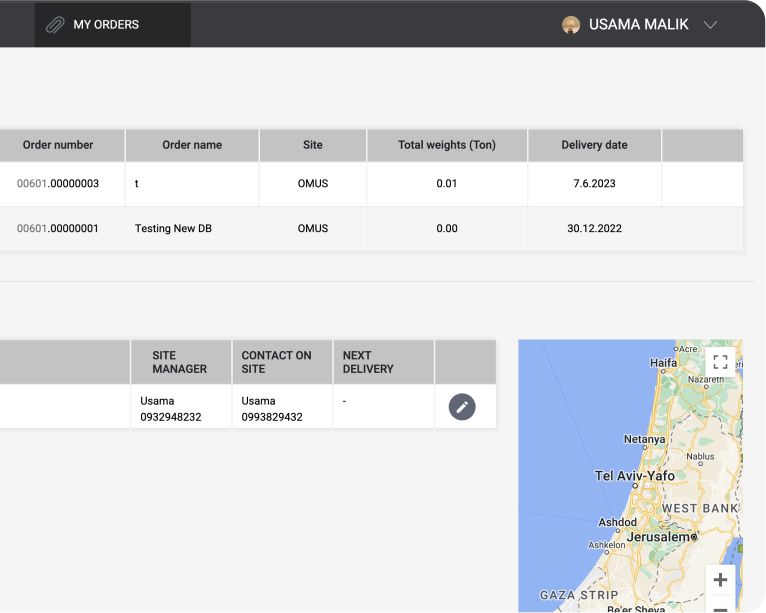 MY ORDERS
USAMA MALIK
Order number Order name Site Total weights (Ton) Delivery date
00601.00000003 t OMUS 0.01 7.6.2023
00601.00000001 Testing New DB OMUS 0.00 30.12.2022
SITE MANAGER CONTACT ON SITE NEXT DELIVERY
Usama Usama -
0932948232 0993829432
Acre
Haifa
Nazareth
Netanya
Nablus
Tel Aviv-Yafo
WEST BANK
Ashdod
Jerusalem
Ashkelon
GAZA STRIP
Be'er Sheva